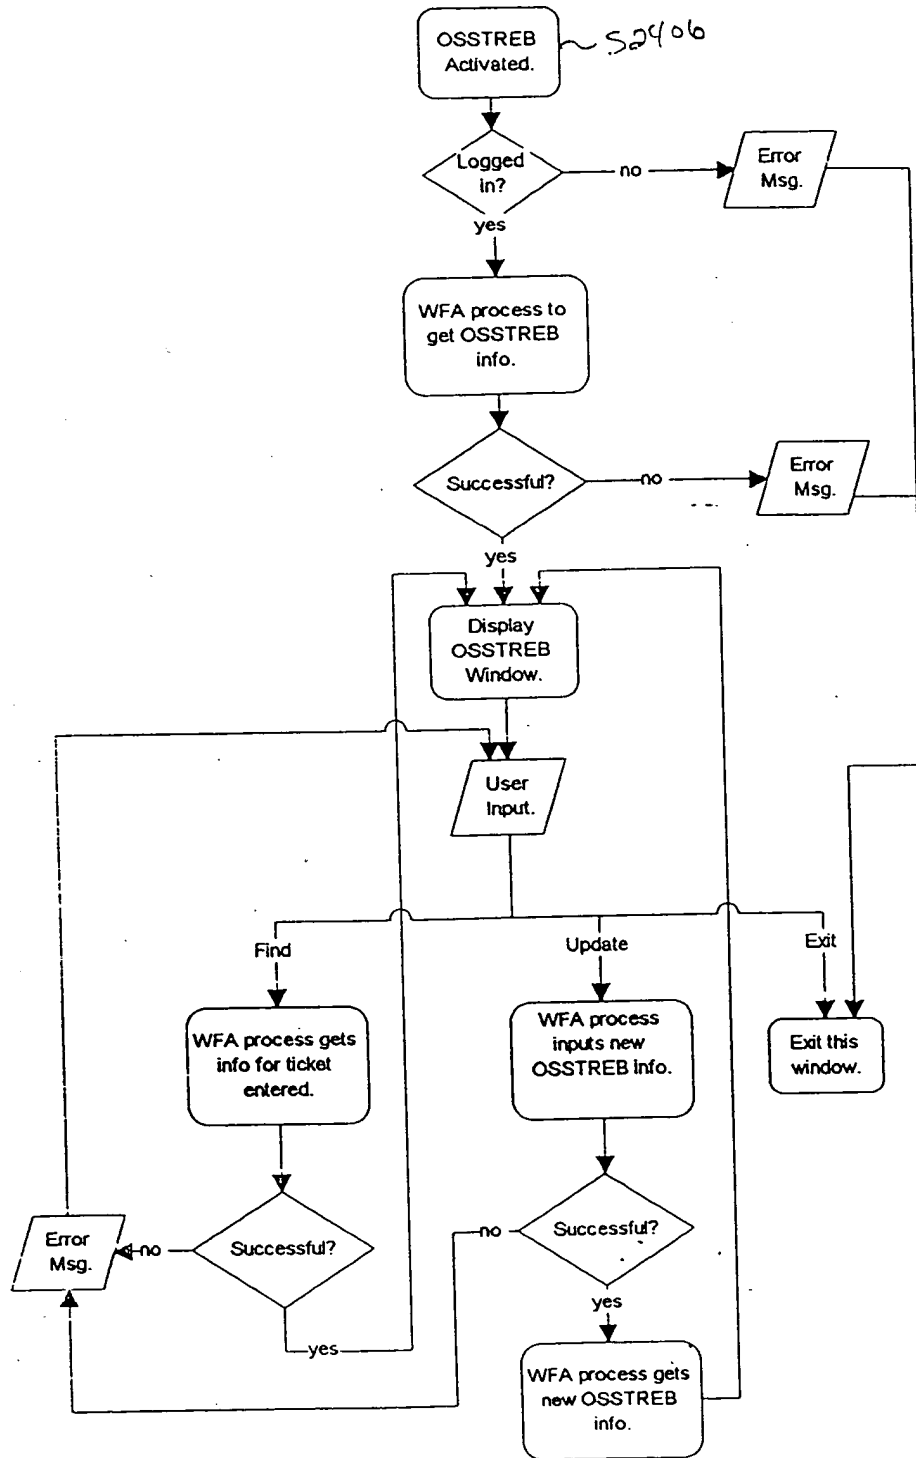 OSSTREB
Activated.
S2406
Logged
in?
no
Error
Msg.
yes
WFA process to
get OSSTREB
info.
Successful?
no
Error
Msg.
yes
Display
OSSTREB
Window.
User
Input.
Find
Update
Exit
WFA process gets
info for ticket
entered.
WFA process
inputs new
OSSTREB info.
Exit this
window.
Error
Msg.
no
Successful?
no
Successful?
yes
yes
WFA process gets
new OSSTREB
info.